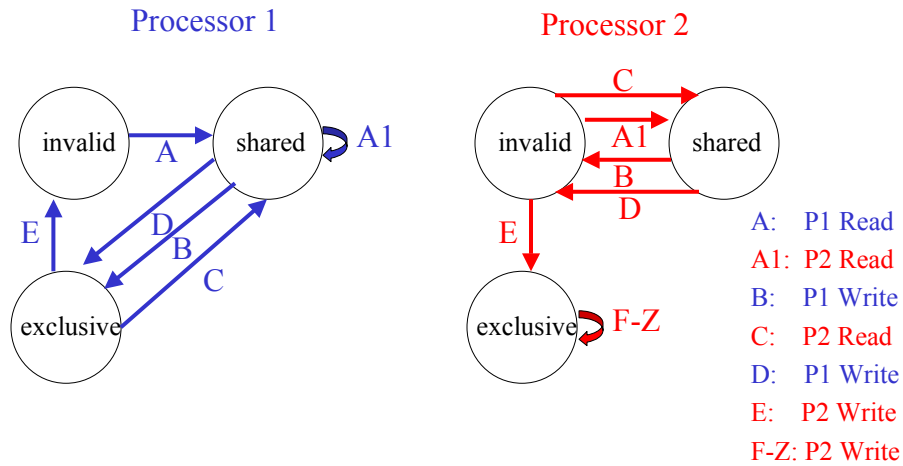 Processor 1
Processor 2
invalid
A
shared
A1
E
D
B
C
exclusive
C
invalid
A1
shared
B
D
E
exclusive
F-Z
A: P1 Read
A1: P2 Read
B: P1 Write
C: P2 Read
D: P1 Write
E: P2 Write
F-Z: P2 Write